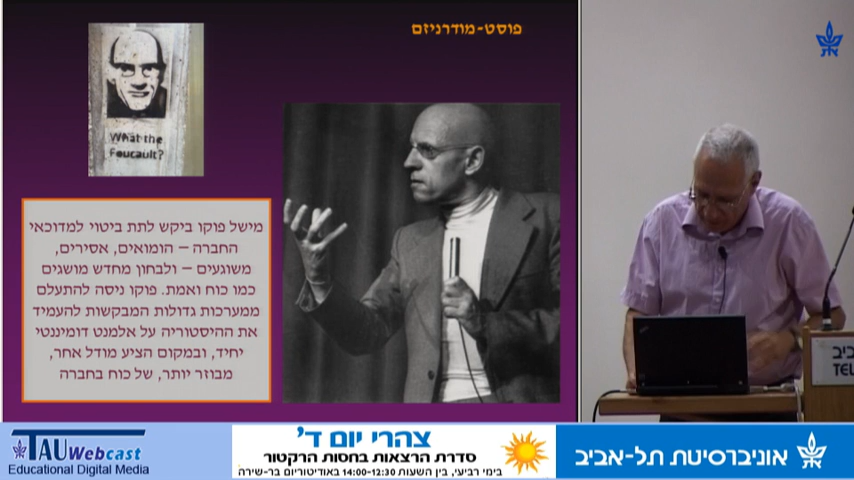 פוסט-מודרניזם
What the
Foucault?
מישל פוקו ביקש לתת ביטוי למדוכאי
החברה – הומואים, אסירים,
משוגעים – ולבחון מחדש מושגים
כמו כוח ואמת. פוקו ניסה להתעלם
ממערכות גדולות המבקשות להעמיד
את ההיסטוריה על אלמנט דומיננטי
יחיד, ובמקום הציע מודל אחר,
מבוזר יותר, של כוח בחברה
ביב
TEL
TAU Webcast
Educational Digital Media
צהרי יום ד'
סדרת הרצאות בחסות הרקטור
בימי רביעי, בין השעות 14:00-12:30 באודיטוריום בר-שירה
אוניברסיטת תל-אביב